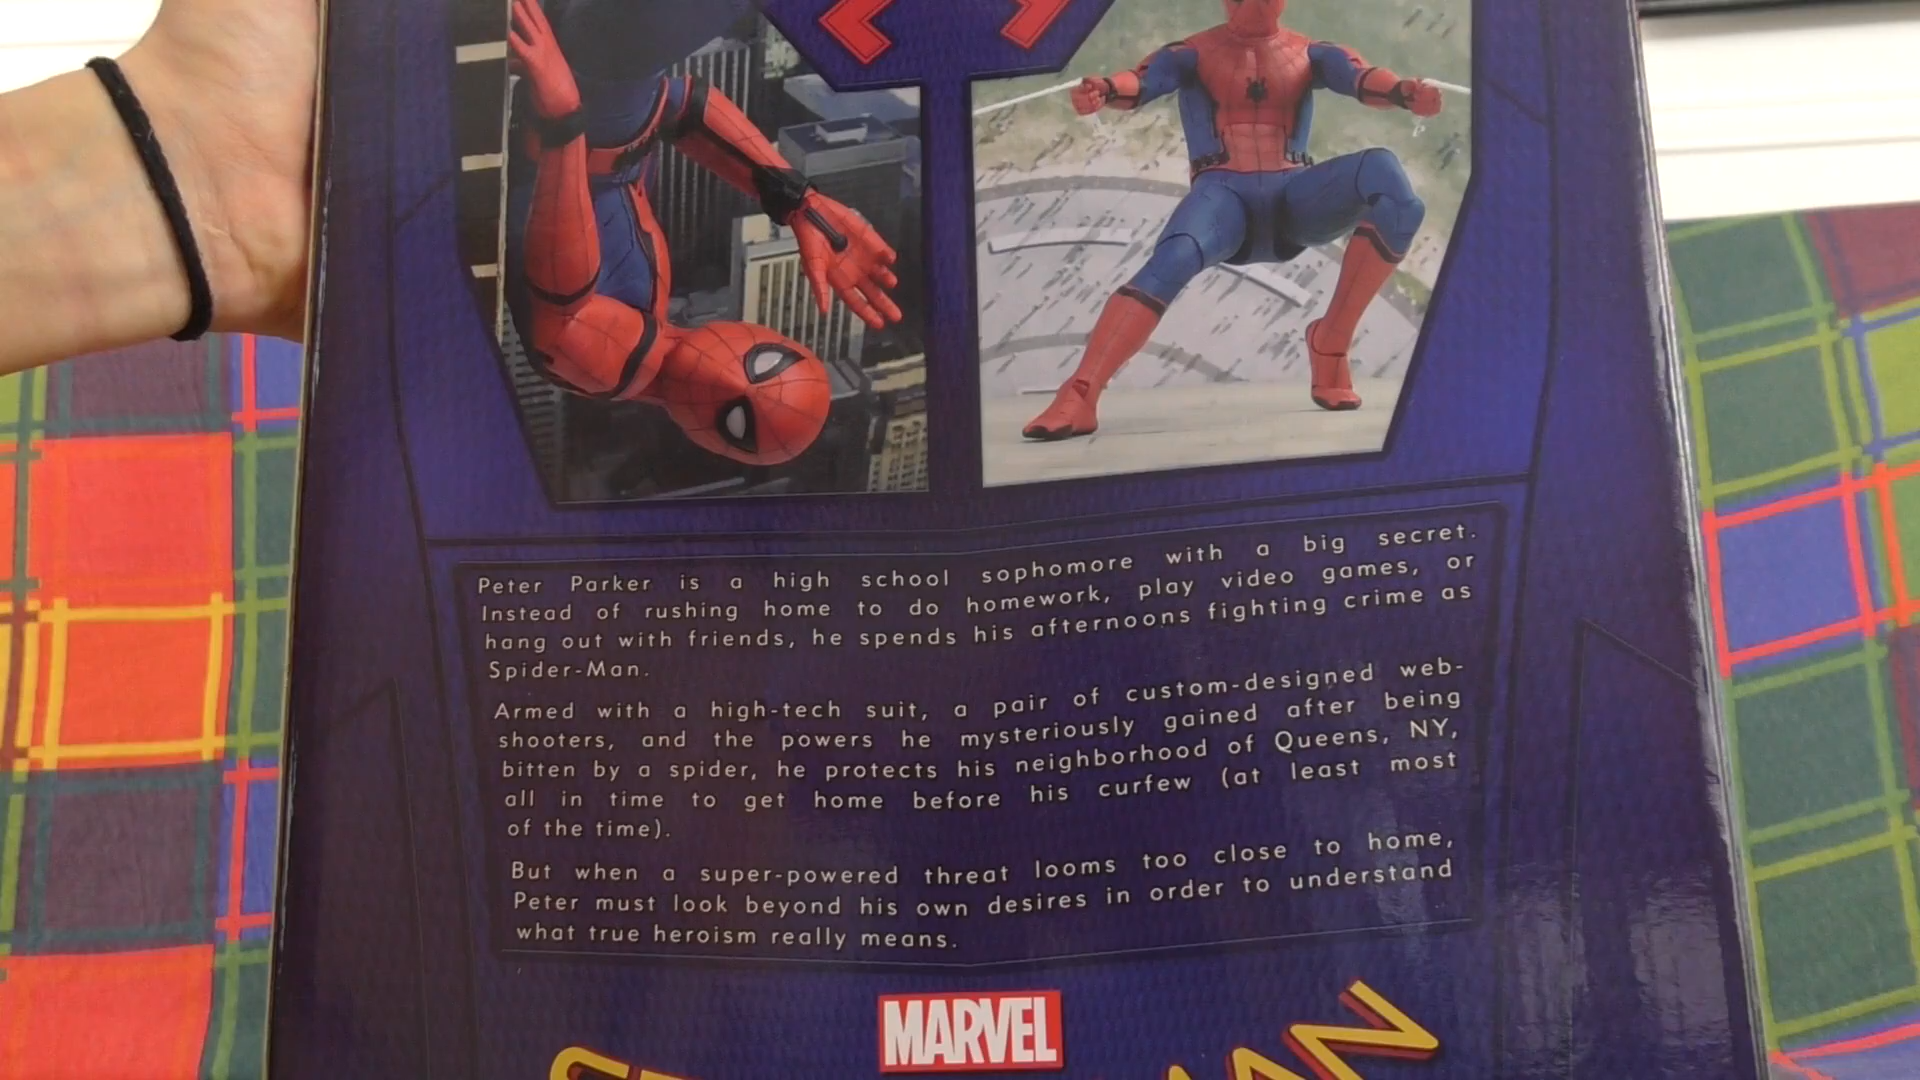 Peter Parker is a high school sophomore with a big secret.
Instead of rushing home to do homework, play video games, or
hang out with friends, he spends his afternoons fighting crime as
Spider-Man.
Armed with a high-tech suit, a pair of custom-designed web-
shooters, and the powers he mysteriously gained after being
bitten by a spider, he protects his neighborhood of Queens, NY,
all in time to get home before his curfew (at least most
of the time).
But when a super-powered threat looms too close to home,
Peter must look beyond his own desires in order to understand
what true heroism really means.
MARVEL